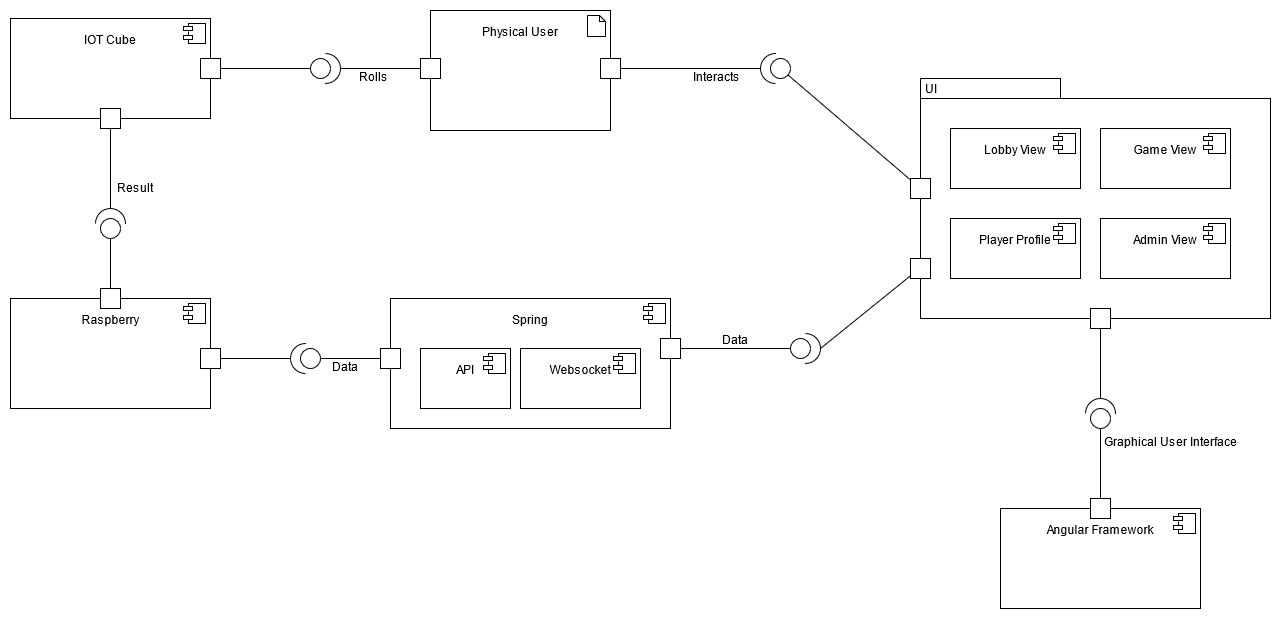 IOT Cube
Physical User
Rolls
Interacts
UI
Lobby View
Game View
Result
Player Profile
Admin View
Raspberry
Spring
Data
API
Websocket
Data
Graphical User Interface
Angular Framework